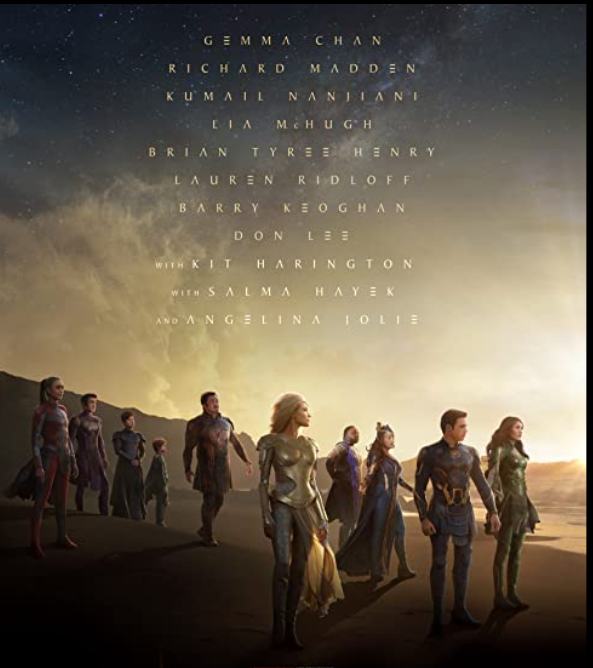 GEMMA CHAN
RICHARD MADDEN
KUMAIL NANJIANI
LIA McHUGH
BRIAN TYREE HENRY
LAUREN RIDLOFF
BARRY KEOGHAN
DON LEE
WITH KIT HARINGTON
WITH SALMA HAYEK
AND ANGELINA JOLIE